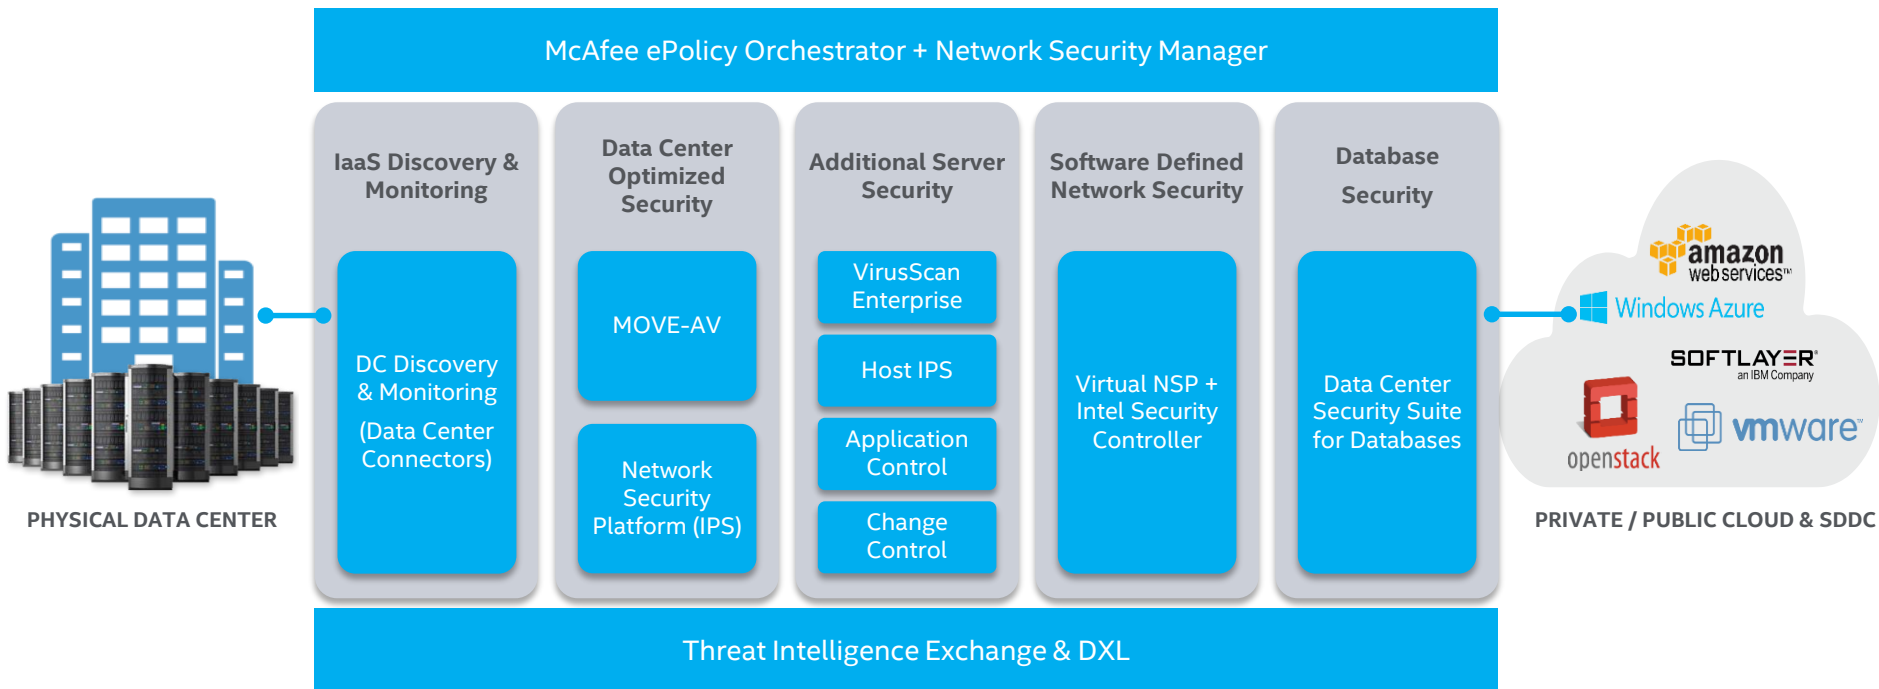 McAfee ePolicy Orchestrator + Network Security Manager
IaaS Discovery &
Monitoring
DC Discovery
& Monitoring
(Data Center
Connectors)
Data Center
Optimized
Security
MOVE-AV
Network
Security
Platform (IPS)
Additional Server
Security
VirusScan
Enterprise
Host IPS
Application
Control
Change
Control
Software Defined
Network Security
Virtual NSP +
Intel Security
Controller
Database
Security
Data Center
Security Suite
for Databases
PHYSICAL DATA CENTER
amazon
webservices™
Windows Azure
SOFTLAYER®
an IBM Company
openstack
vmware™
PRIVATE / PUBLIC CLOUD & SDDC
Threat Intelligence Exchange & DXL